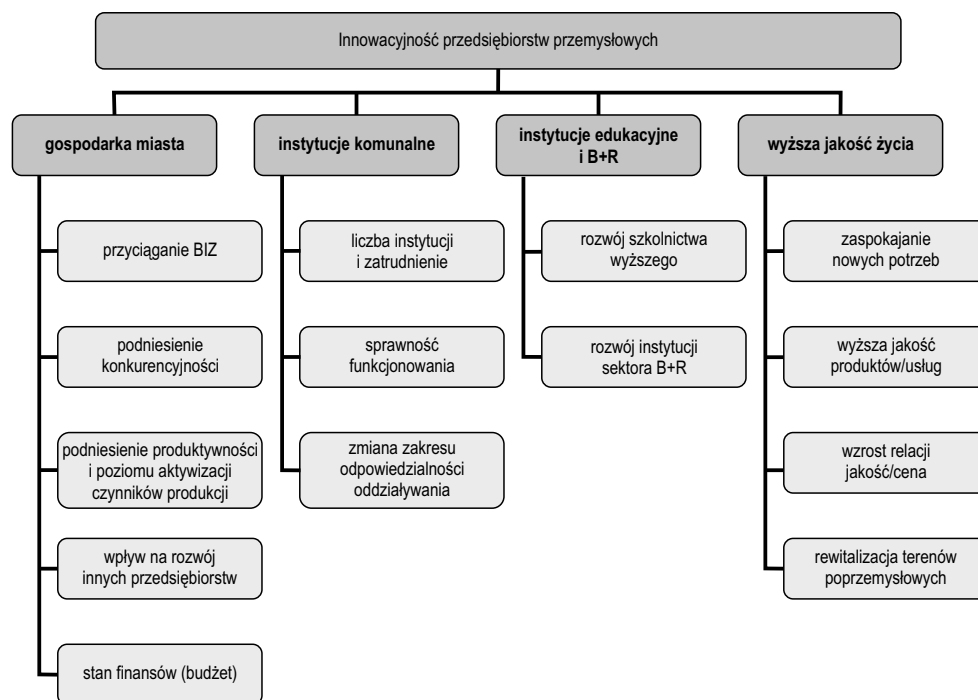 Innowacyjność przedsiębiorstw przemysłowych
gospodarka miasta
przyciąganie BIZ
podniesienie
konkurencyjności
podniesienie produktywności
i poziomu aktywizacji
czynników produkcji
wpływ na rozwój
innych przedsiębiorstw
stan finansów (budżet)
instytucje komunalne
liczba instytucji
i zatrudnienie
sprawność
funkcjonowania
zmiana zakresu
odpowiedzialności
oddziaływania
instytucje edukacyjne
i B+R
rozwój szkolnictwa
wyższego
rozwój instytucji
sektora B+R
wyższa jakość życia
zaspokajanie
nowych potrzeb
wyższa jakość
produktów/usług
wzrost relacji
jakość/cena
rewitalizacja terenów
poprzemysłowych